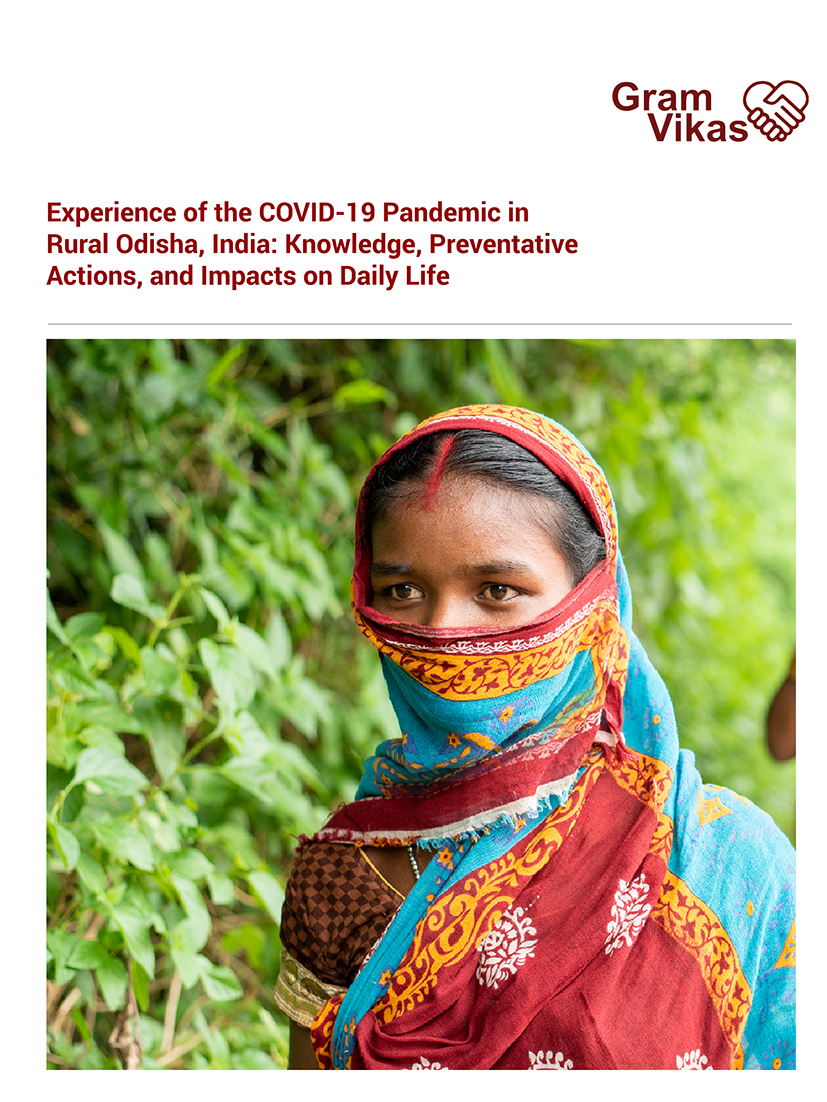 Gram
Vikas
Experience of the COVID-19 Pandemic in
Rural Odisha, India: Knowledge, Preventative
Actions, and Impacts on Daily Life